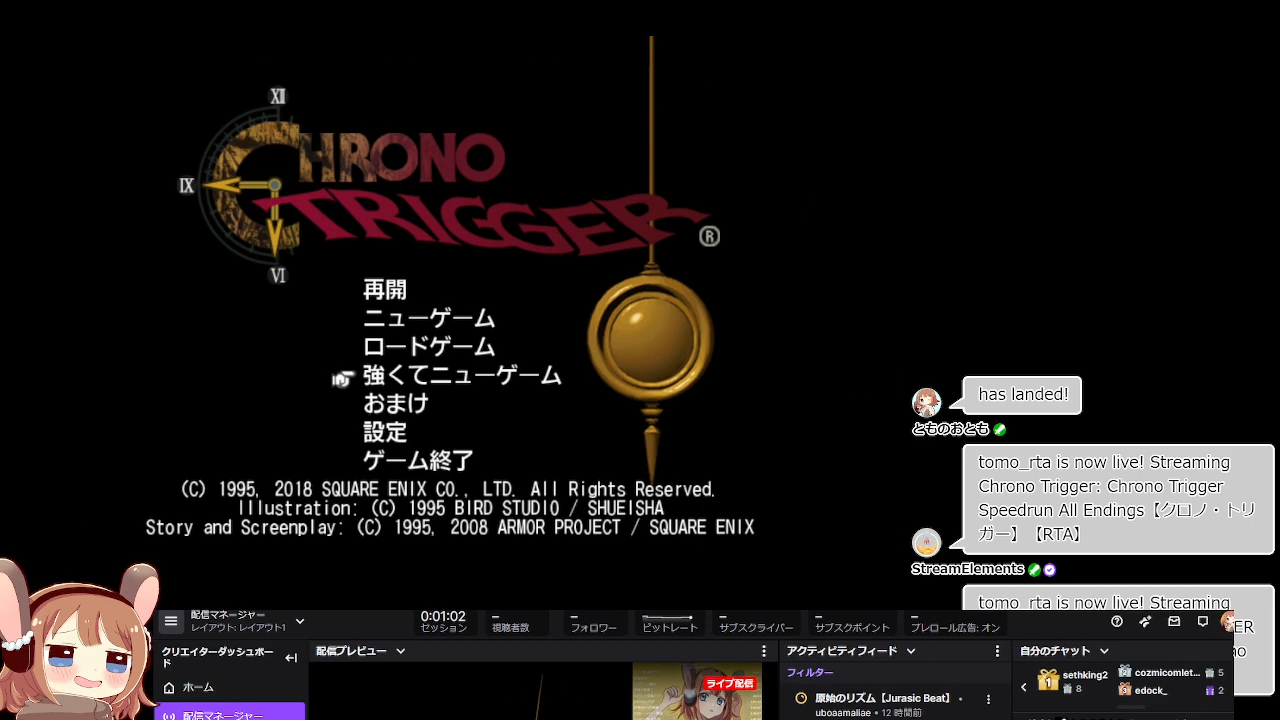 XII
IX
VI
CHRONO
TRIGGER
®
再開
ニューゲーム
ロードゲーム
強くてニューゲーム
おまけ
設定
ゲーム終了
(C) 1995, 2018 SQUARE ENIX CO., LTD. All Rights Reserved.
Illustration: (C) 1995 BIRD STUDIO / SHUEISHA
Story and Screenplay: (C) 1995, 2008 ARMOR PROJECT / SQUARE ENIX
has landed!
とものおとも
tomo_rta is now live! Streaming
Chrono Trigger: Chrono Trigger
Speedrun All Endings【クロノ・トリ
ガー】【RTA】
StreamElements
tomo_rta is now live! Streaming
ER
no
配信マネージャー
レイアウト: レイアウト1
0:01:02
セッション
視聴者数
フォロワー
ビットレート
サブスクライバー
サブスクポイント
プレロール広告: オン
クリエイターダッシュボー
ド
ホーム
配信マネージャー
配信プレビュー
ライブ配信
アクティビティフィード
フィルター
原始のリズム【Jurasic Beat】 •
uboaamallae • 12 時間前
自分のチャット
1
sethking2
8
cozmicomlet... 5
edock_ 2